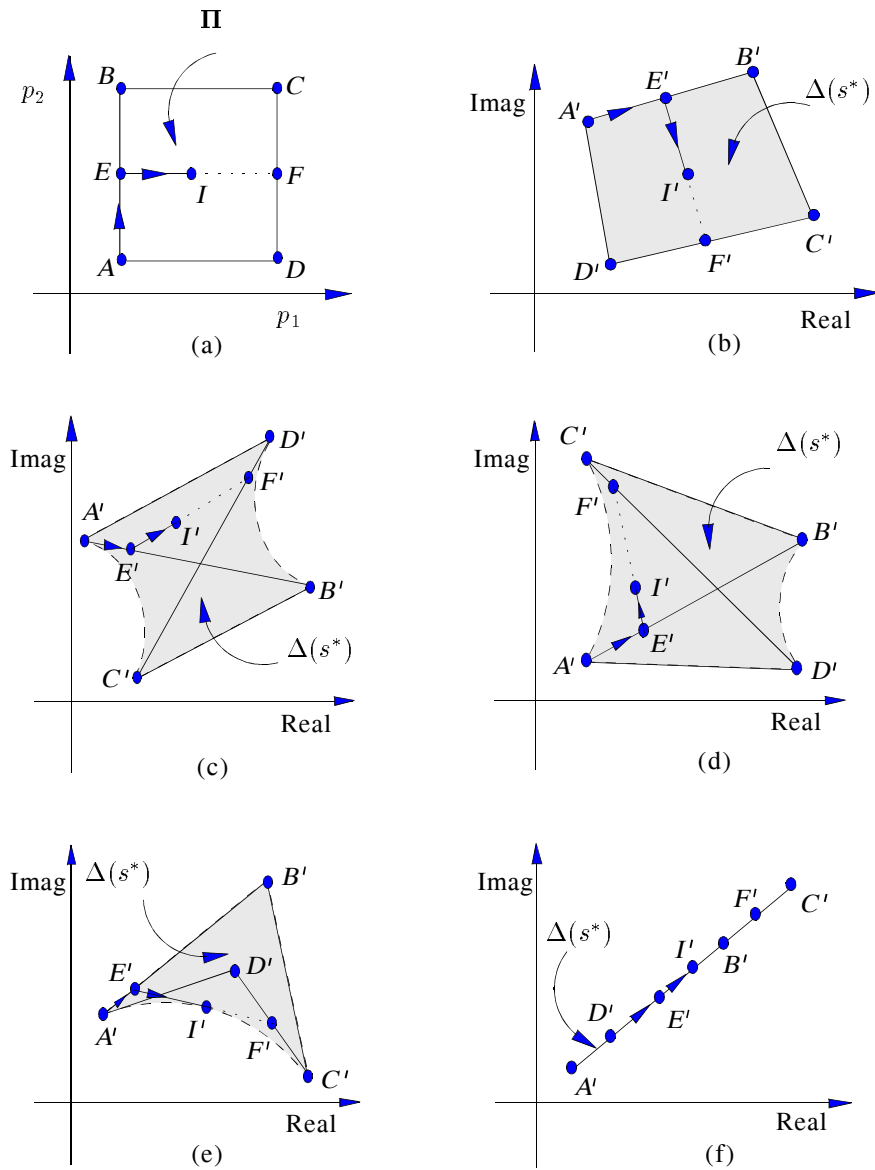 Π
B
C
p₂
E
I
F
A
D
p₁
(a)
B′
E′
Imag
A′
Δ(s*)
I′
D′
F′
C′
Real
(b)
D′
Imag
F′
A′
I′
E′
B′
Δ(s*)
C′
Real
(c)
C′
Δ(s*)
Imag
F′
B′
I′
E′
A′
D′
Real
(d)
Δ(s*)
B′
Imag
E′
D′
A′
I′
F′
C′
Real
(e)
Imag
F′
C′
Δ(s*)
I′
B′
D′
E′
A′
Real
(f)